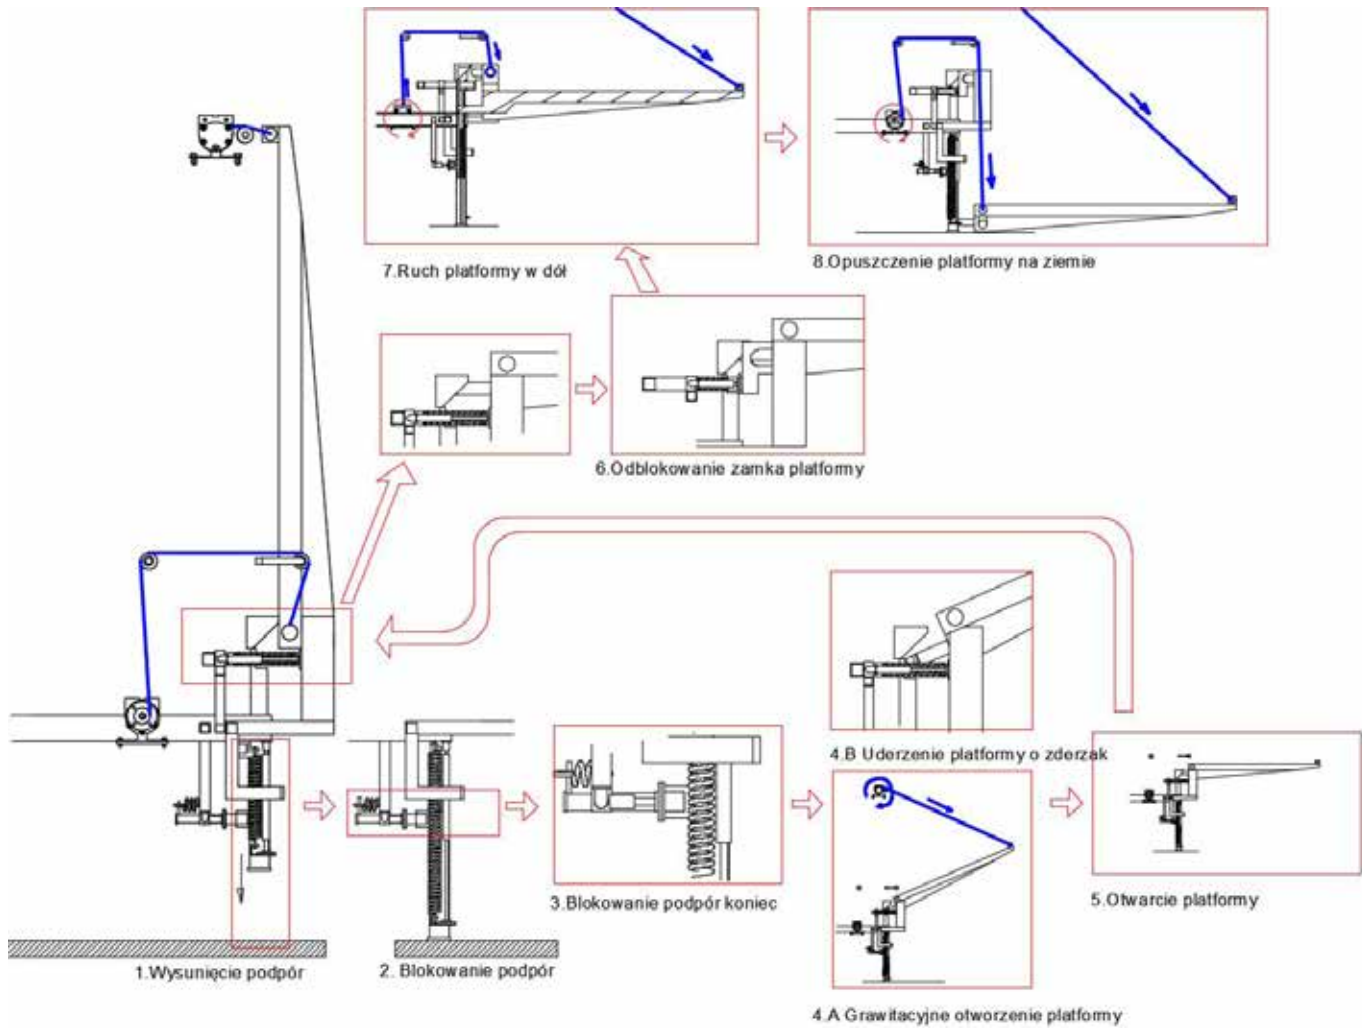 7.Ruch platformy w dół
8.Opuszczenie platformy na ziemie
6.Odblokowanie zamka platformy
4.B Uderzenie platformy o zderzak
3.Blokowanie podpór koniec
5.Otwarcie platformy
1.Wysunięcie podpór
2. Blokowanie podpór
4.A Grawitacyjne otworzenie platformy